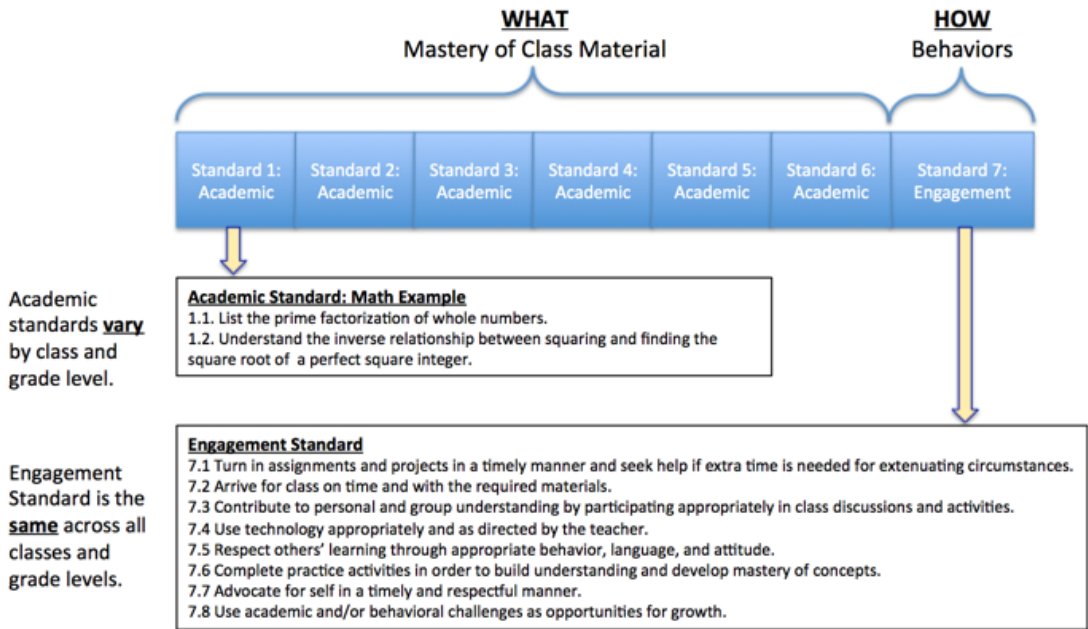 WHAT
Mastery of Class Material
HOW
Behaviors
Standard 1:
Academic
Standard 2:
Academic
Standard 3:
Academic
Standard 4:
Academic
Standard 5:
Academic
Standard 6:
Academic
Standard 7:
Engagement
Academic
standards vary
by class and
grade level.
Academic Standard: Math Example
1.1. List the prime factorization of whole numbers.
1.2. Understand the inverse relationship between squaring and finding the
square root of a perfect square integer.
Engagement
Standard is the
same across all
classes and
grade levels.
Engagement Standard
7.1 Turn in assignments and projects in a timely manner and seek help if extra time is needed for extenuating circumstances.
7.2 Arrive for class on time and with the required materials.
7.3 Contribute to personal and group understanding by participating appropriately in class discussions and activities.
7.4 Use technology appropriately and as directed by the teacher.
7.5 Respect others' learning through appropriate behavior, language, and attitude.
7.6 Complete practice activities in order to build understanding and develop mastery of concepts.
7.7 Advocate for self in a timely and respectful manner.
7.8 Use academic and/or behavioral challenges as opportunities for growth.